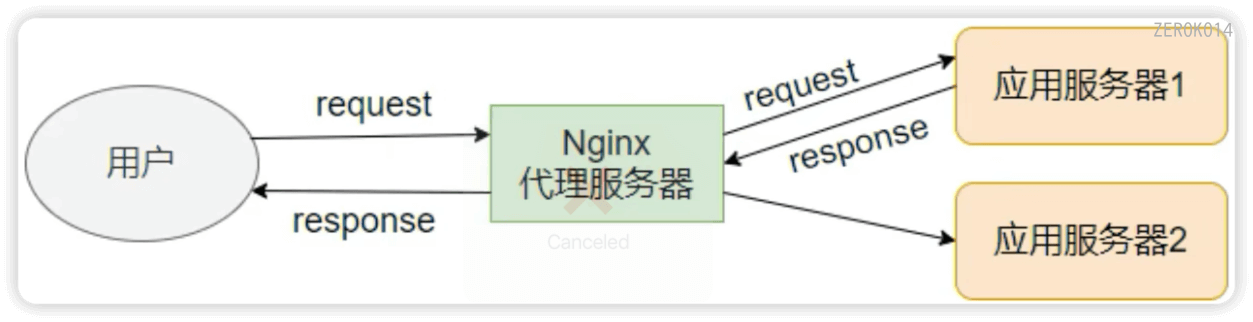 ZEROK014
用户
request
response
Nginx
代理服务器
Canceled
request
response
应用服务器1
应用服务器2